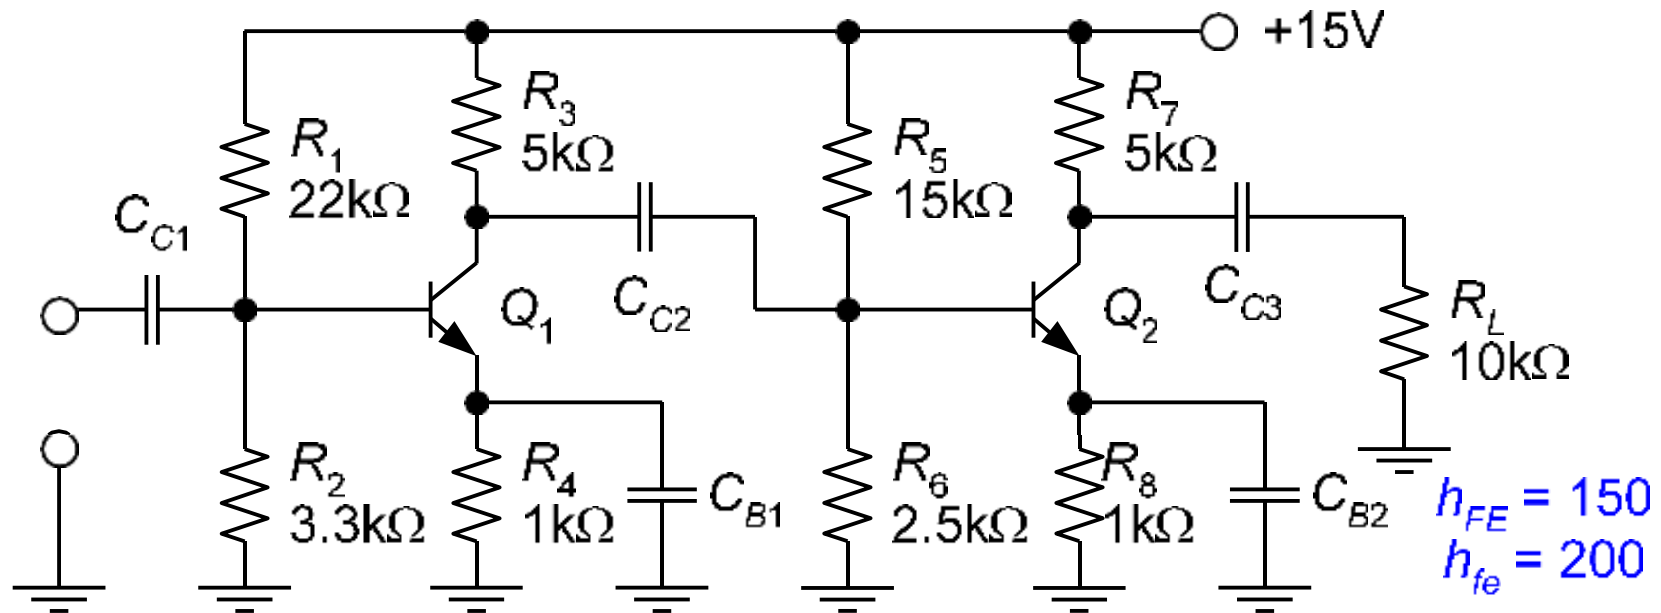 +15V
R3
5kΩ
R7
5kΩ
R1
22kΩ
R5
15kΩ
CC1
Q1
CC2
Q2
CC3
RL
10kΩ
R2
3.3kΩ
R4
1kΩ
CB1
R6
2.5kΩ
R8
1kΩ
CB2
hFE = 150
hfe = 200